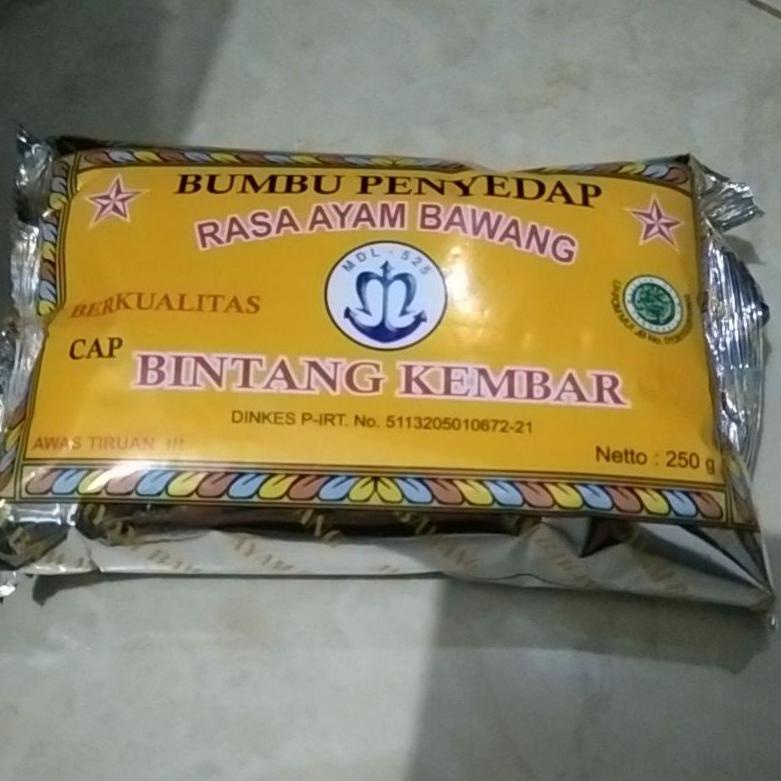 BUMBU PENYEDAP
RASA AYAM BAWANG
MDL - 525
BERKUALITAS
CAP
BINTANG KEMBAR
DINKES P-IRT. No. 5113205010672-21
AWAS TIRUAN !!!
Netto : 250 g
AYAM